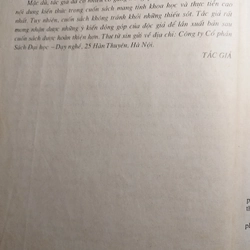 Mặc dù, tác giả đã cố
nội dung kiến thức trong cuốn sách mang tính khoa học và thực tiễn cao
nhất. Tuy nhiên, cuốn sách không tránh khỏi những thiếu sót. Tác giả rất
mong nhận được những ý kiến đóng góp của độc giả để lần xuất bản sau
cuốn sách được hoàn thiện hơn. Thư từ xin gửi về địa chỉ: Công ty Cổ phần
Sách Đại học - Dạy nghề, 25 Hàn Thuyên, Hà Nội.
TÁC GIẢ